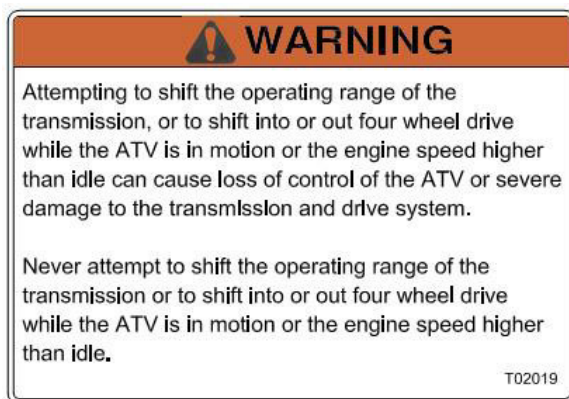 WARNING
Attempting to shift the operating range of the
transmission, or to shift into or out four wheel drive
while the ATV is in motion or the engine speed higher
than idle can cause loss of control of the ATV or severe
damage to the transmission and drive system.
Never attempt to shift the operating range of the
transmission or to shift into or out four wheel drive
while the ATV is in motion or the engine speed higher
than idle.
T02019